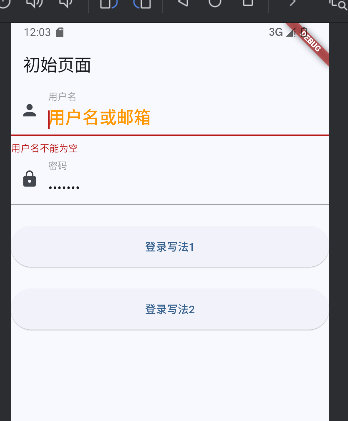 12:03
3G
DEBUG
初始页面
用户名
用户名或邮箱
用户名不能为空
密码
•••••••
登录写法1
登录写法2